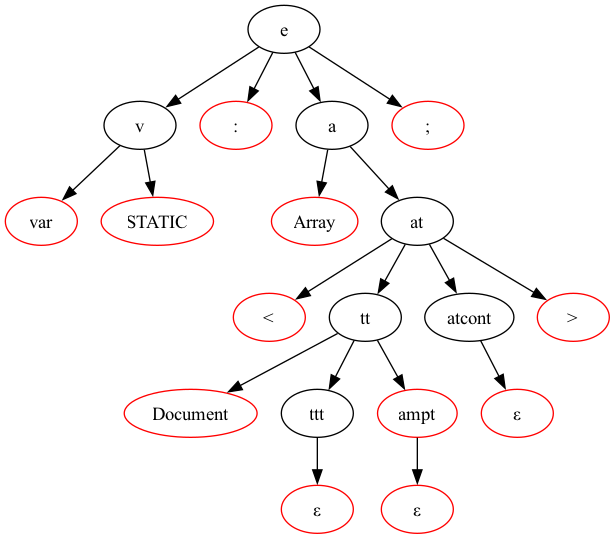 e
v : a ;
var STATIC Array at
< tt atcont >
Document ttt ampt ε
ε ε